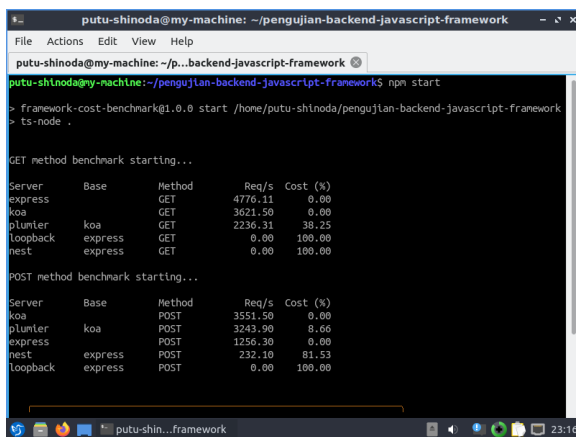 putu-shinoda@my-machine: ~/pengujian-backend-javascript-framework
File Actions Edit View Help
putu-shinoda@my-machine: ~/p...backend-javascript-framework
putu-shinoda@my-machine:~/pengujian-backend-javascript-framework$ npm start
> framework-cost-benchmark@1.0.0 start /home/putu-shinoda/pengujian-backend-javascript-framework
> ts-node .
GET method benchmark starting...
Server Base Method Req/s Cost (%)
express GET 4776.11 0.00
koa GET 3621.50 0.00
plumier koa GET 2236.31 38.25
loopback express GET 0.00 100.00
nest express GET 0.00 100.00
POST method benchmark starting...
Server Base Method Req/s Cost (%)
koa POST 3551.50 0.00
plumier koa POST 3243.90 8.66
express POST 1256.30 0.00
nest express POST 232.10 81.53
loopback express POST 0.00 100.00
putu-shin...framework
23:16